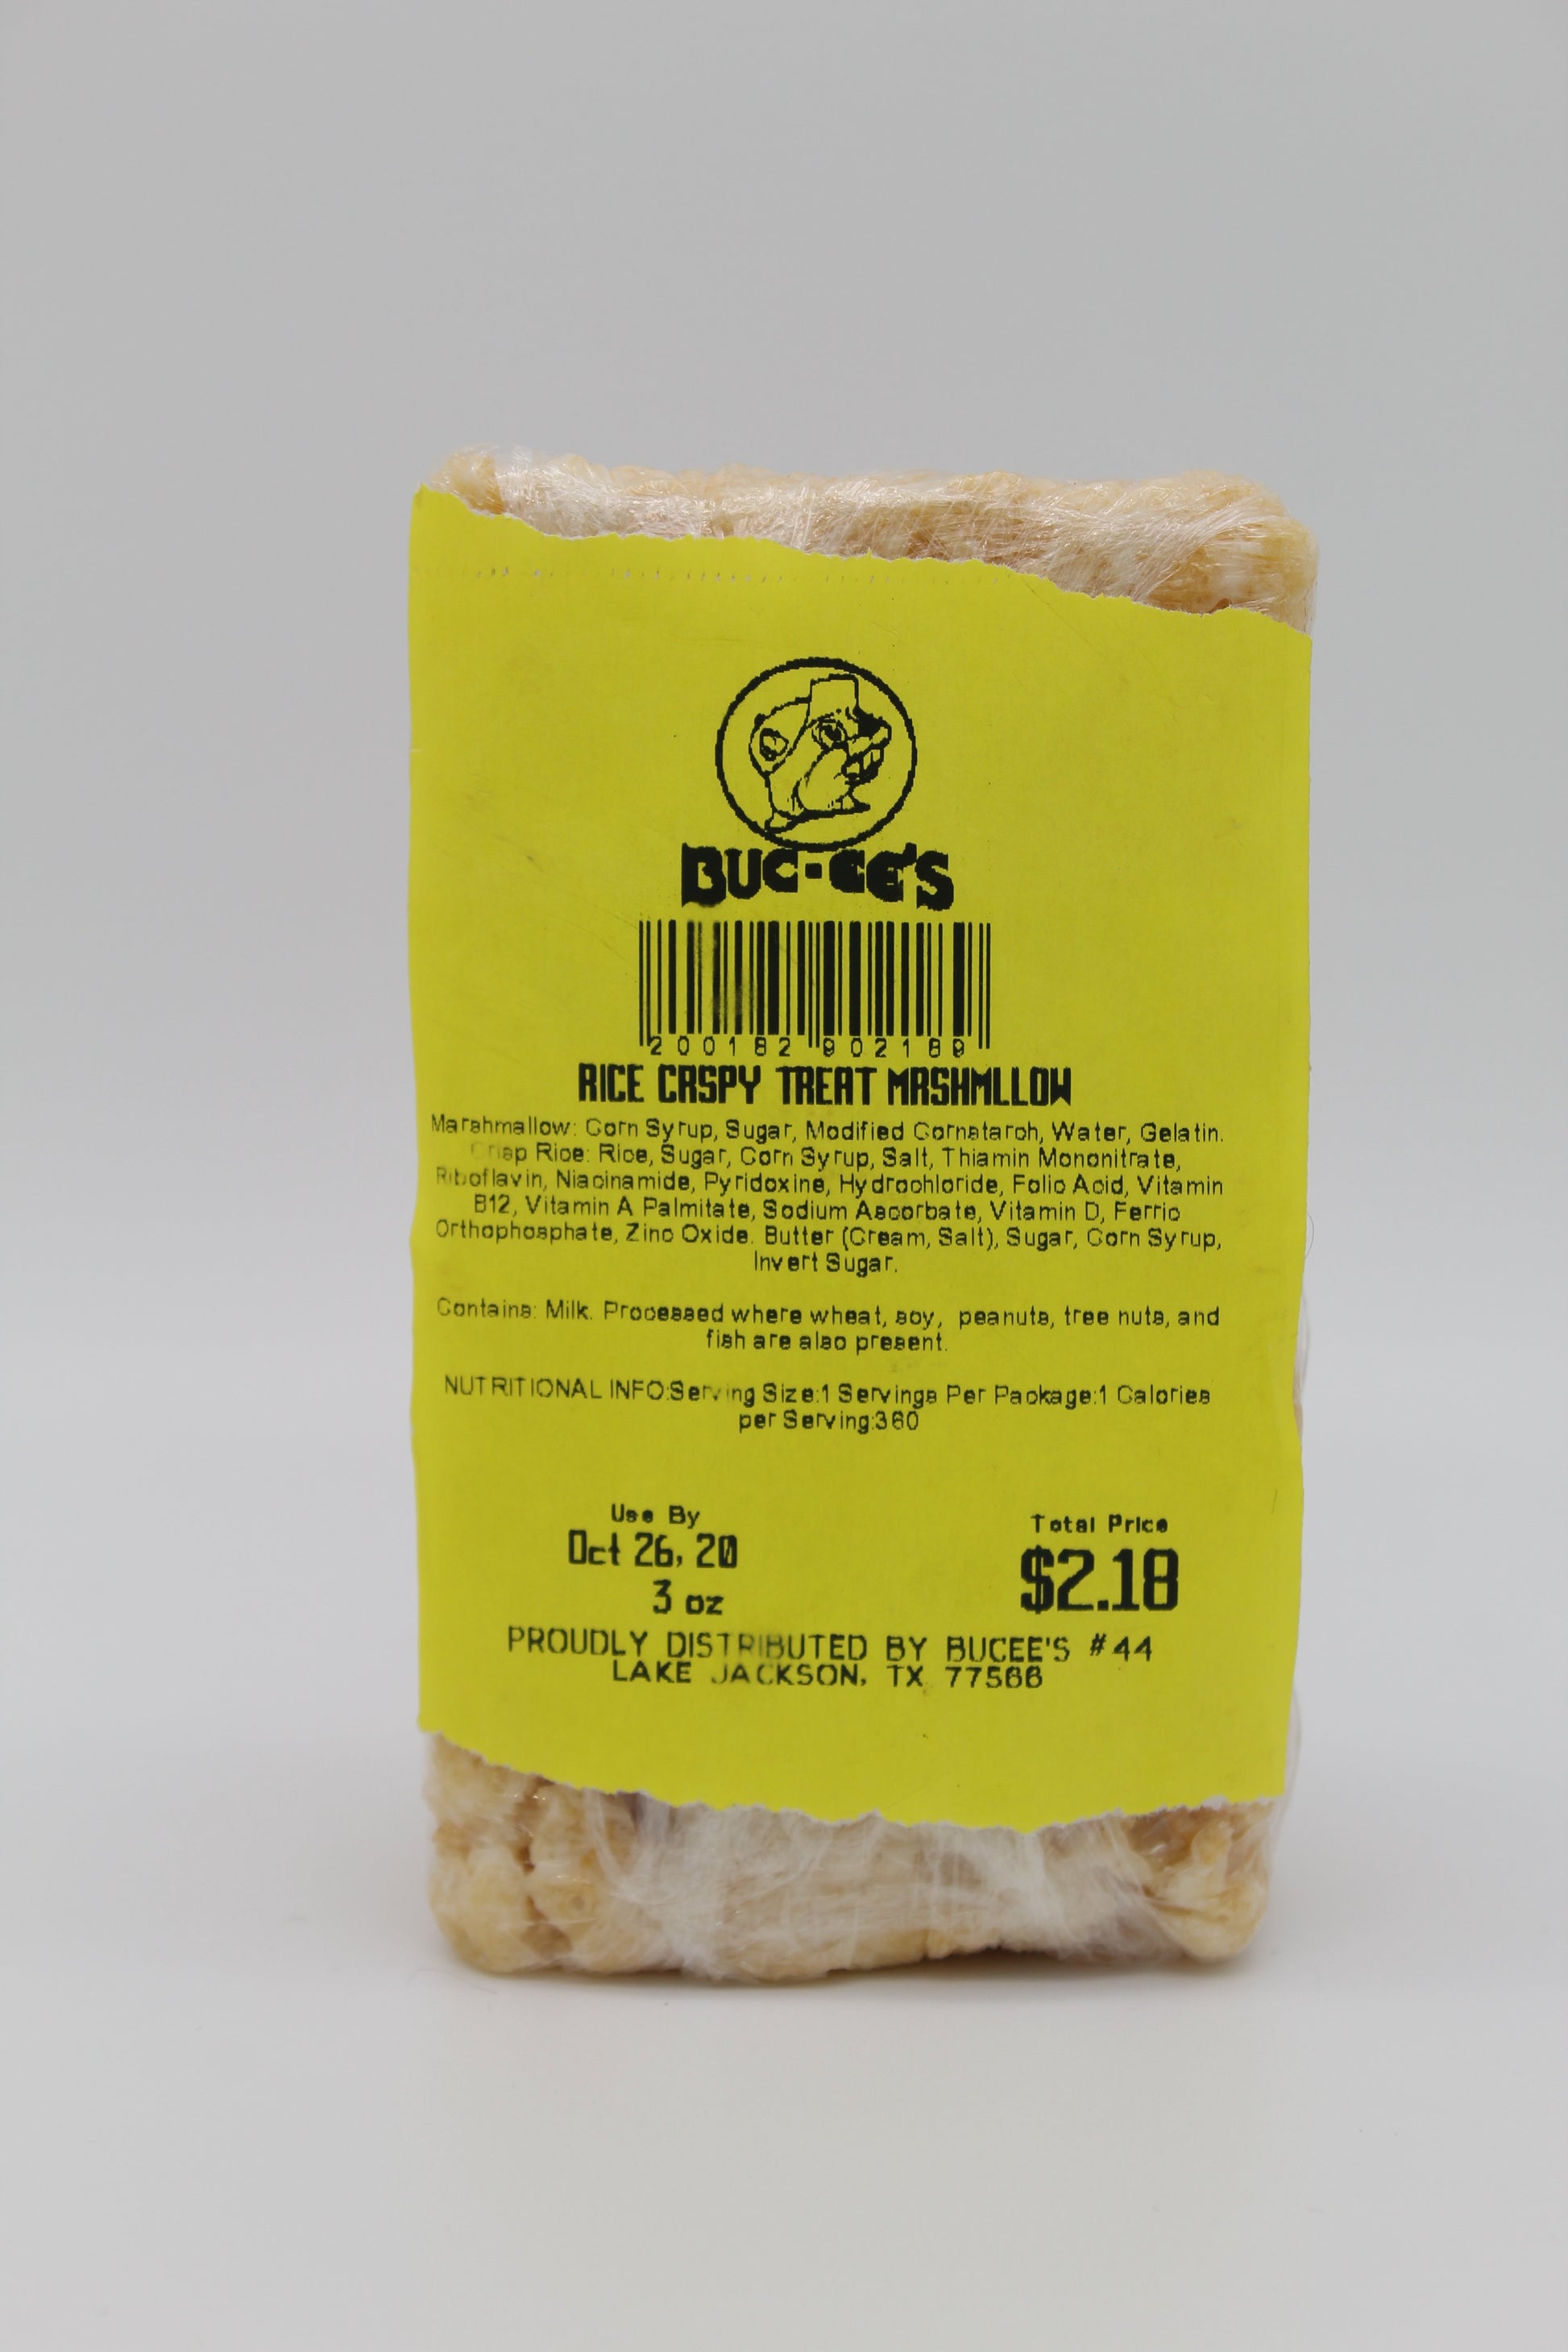 BUC-EE'S
2 00182 90218 9
RICE CRSPY TREAT MRSHMLLOW
Marshmallow: Corn Syrup, Sugar, Modified Cornstarch, Water, Gelatin.
Crisp Rice: Rice, Sugar, Corn Syrup, Salt, Thiamin Mononitrate,
Riboflavin, Niacinamide, Pyridoxine, Hydrochloride, Folic Acid, Vitamin
B12, Vitamin A Palmitate, Sodium Ascorbate, Vitamin D, Ferric
Orthophosphate, Zinc Oxide. Butter (Cream, Salt), Sugar, Corn Syrup,
Invert Sugar.
Contains: Milk. Processed where wheat, soy, peanuts, tree nuts, and
fish are also present.
NUTRITIONAL INFO:Serving Size:1 Servings Per Package:1 Calories
per Serving:360
Use By
Oct 26, 20
3 oz
Total Price
$2.18
PROUDLY DISTRIBUTED BY BUCEE'S #44
LAKE JACKSON, TX 77566